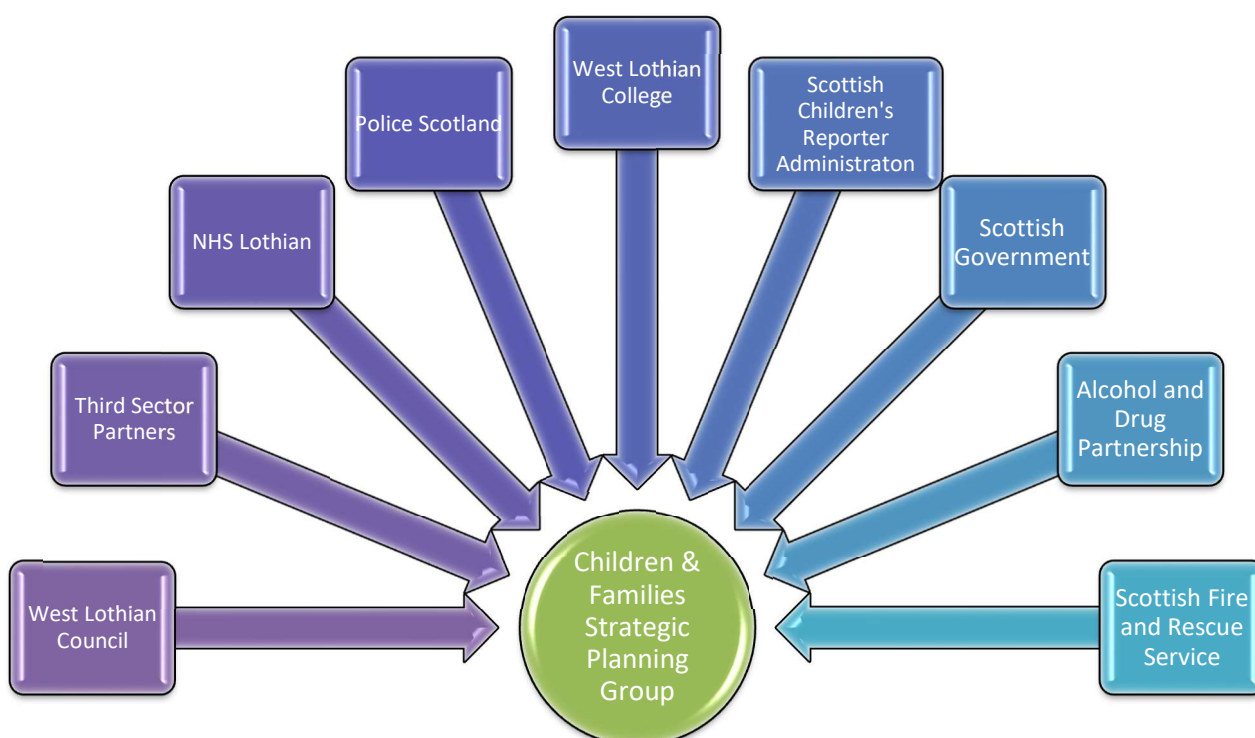 West Lothian
College
Police Scotland
Scottish
Children's
Reporter
Administraton
NHS Lothian
Scottish
Government
Third Sector
Partners
Alcohol and
Drug
Partnership
West Lothian
Council
Children &
Families
Strategic
Planning
Group
Scottish Fire
and Rescue
Service